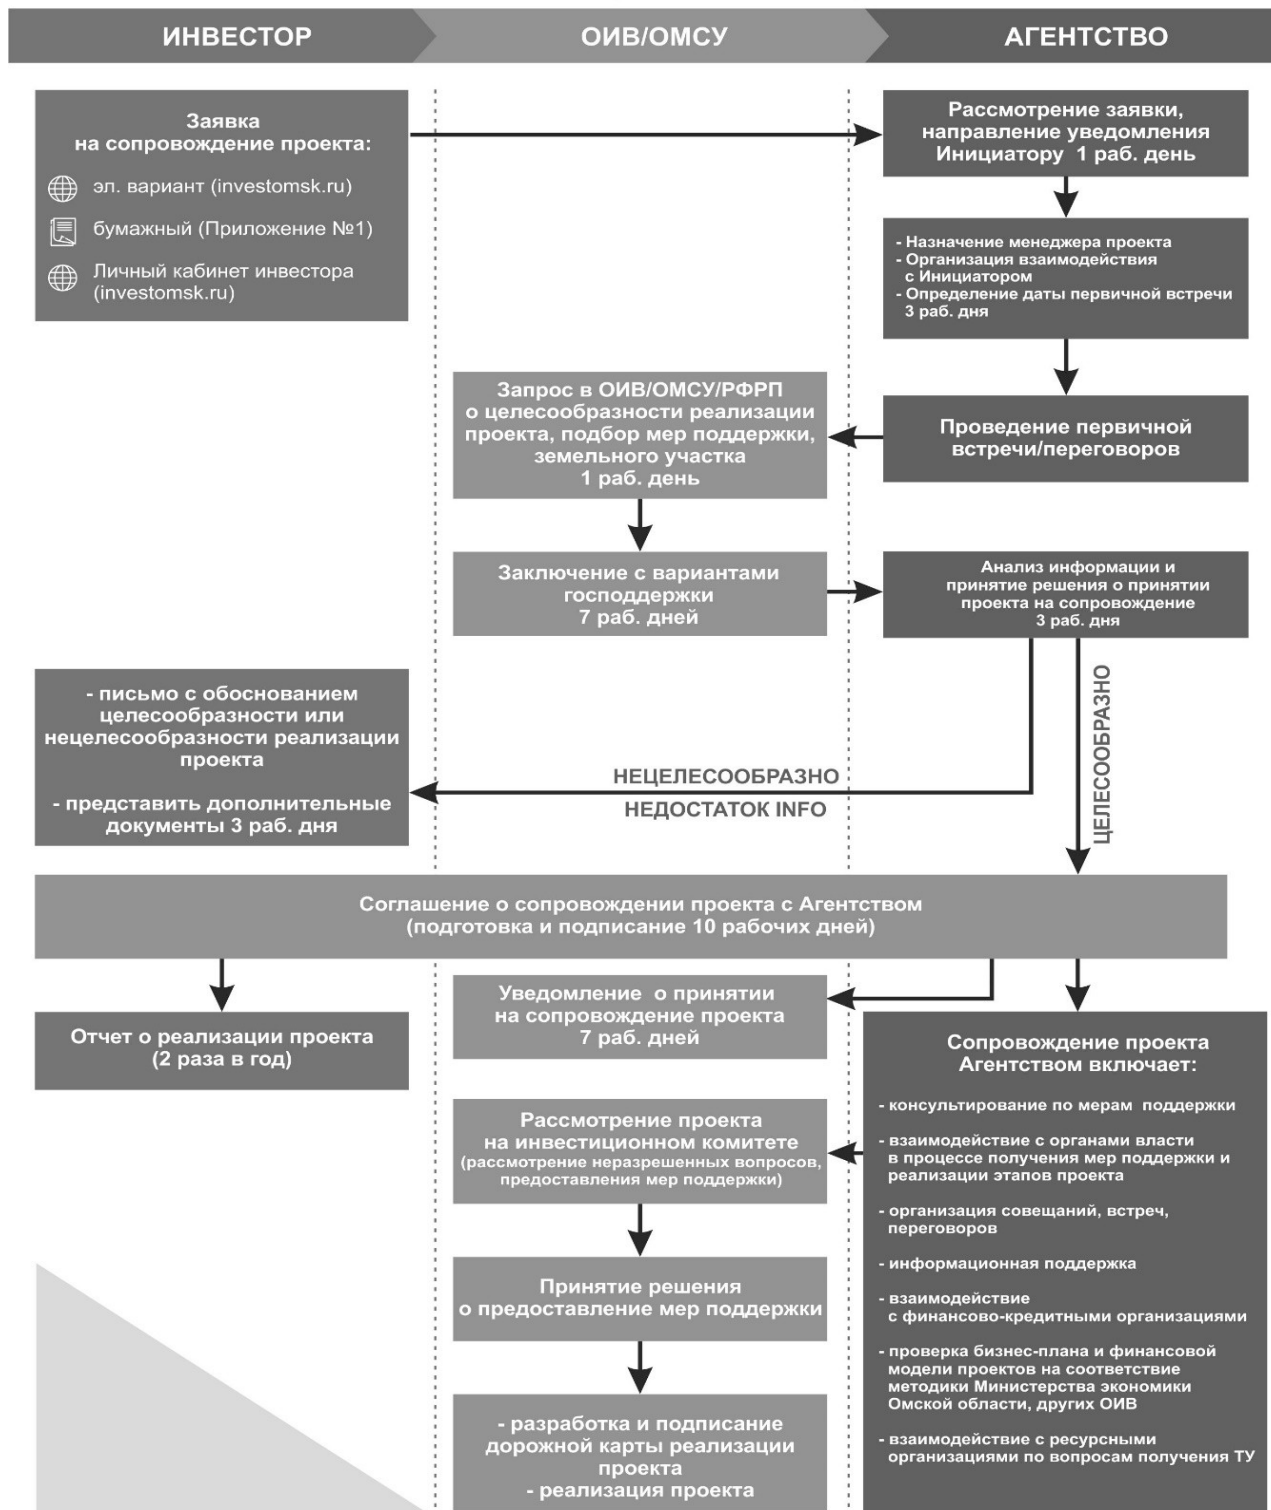 ИНВЕСТОР
ОИВ/ОМСУ
АГЕНТСТВО
Заявка
на сопровождение проекта:
эл. вариант (investomsk.ru)
бумажный (Приложение №1)
Личный кабинет инвестора
(investomsk.ru)
Рассмотрение заявки,
направление уведомления
Инициатору 1 раб. день
- Назначение менеджера проекта
- Организация взаимодействия
с Инициатором
- Определение даты первичной встречи
3 раб. дня
Запрос в ОИВ/ОМСУ/РФРП
о целесообразности реализации
проекта, подбор мер поддержки,
земельного участка
1 раб. день
Проведение первичной
встречи/переговоров
Заключение с вариантами
господдержки
7 раб. дней
Анализ информации и
принятие решения о принятии
проекта на сопровождение
3 раб. дня
- письмо с обоснованием
целесообразности или
нецелесообразности реализации
проекта
- представить дополнительные
документы 3 раб. дня
НЕЦЕЛЕСООБРАЗНО
НЕДОСТАТОК INFO
ЦЕЛЕСООБРАЗНО
Соглашение о сопровождении проекта с Агентством
(подготовка и подписание 10 рабочих дней)
Отчет о реализации проекта
(2 раза в год)
Уведомление о принятии
на сопровождение проекта
7 раб. дней
Рассмотрение проекта
на инвестиционном комитете
(рассмотрение неразрешенных вопросов,
предоставления мер поддержки)
Принятие решения
о предоставление мер поддержки
- разработка и подписание
дорожной карты реализации
проекта
- реализация проекта
Сопровождение проекта
Агентством включает:
- консультирование по мерам поддержки
- взаимодействие с органами власти
в процессе получения мер поддержки и
реализации этапов проекта
- организация совещаний, встреч,
переговоров
- информационная поддержка
- взаимодействие
с финансово-кредитными организациями
- проверка бизнес-плана и финансовой
модели проектов на соответствие
методики Министерства экономики
Омской области, других ОИВ
- взаимодействие с ресурсными
организациями по вопросам получения ТУ